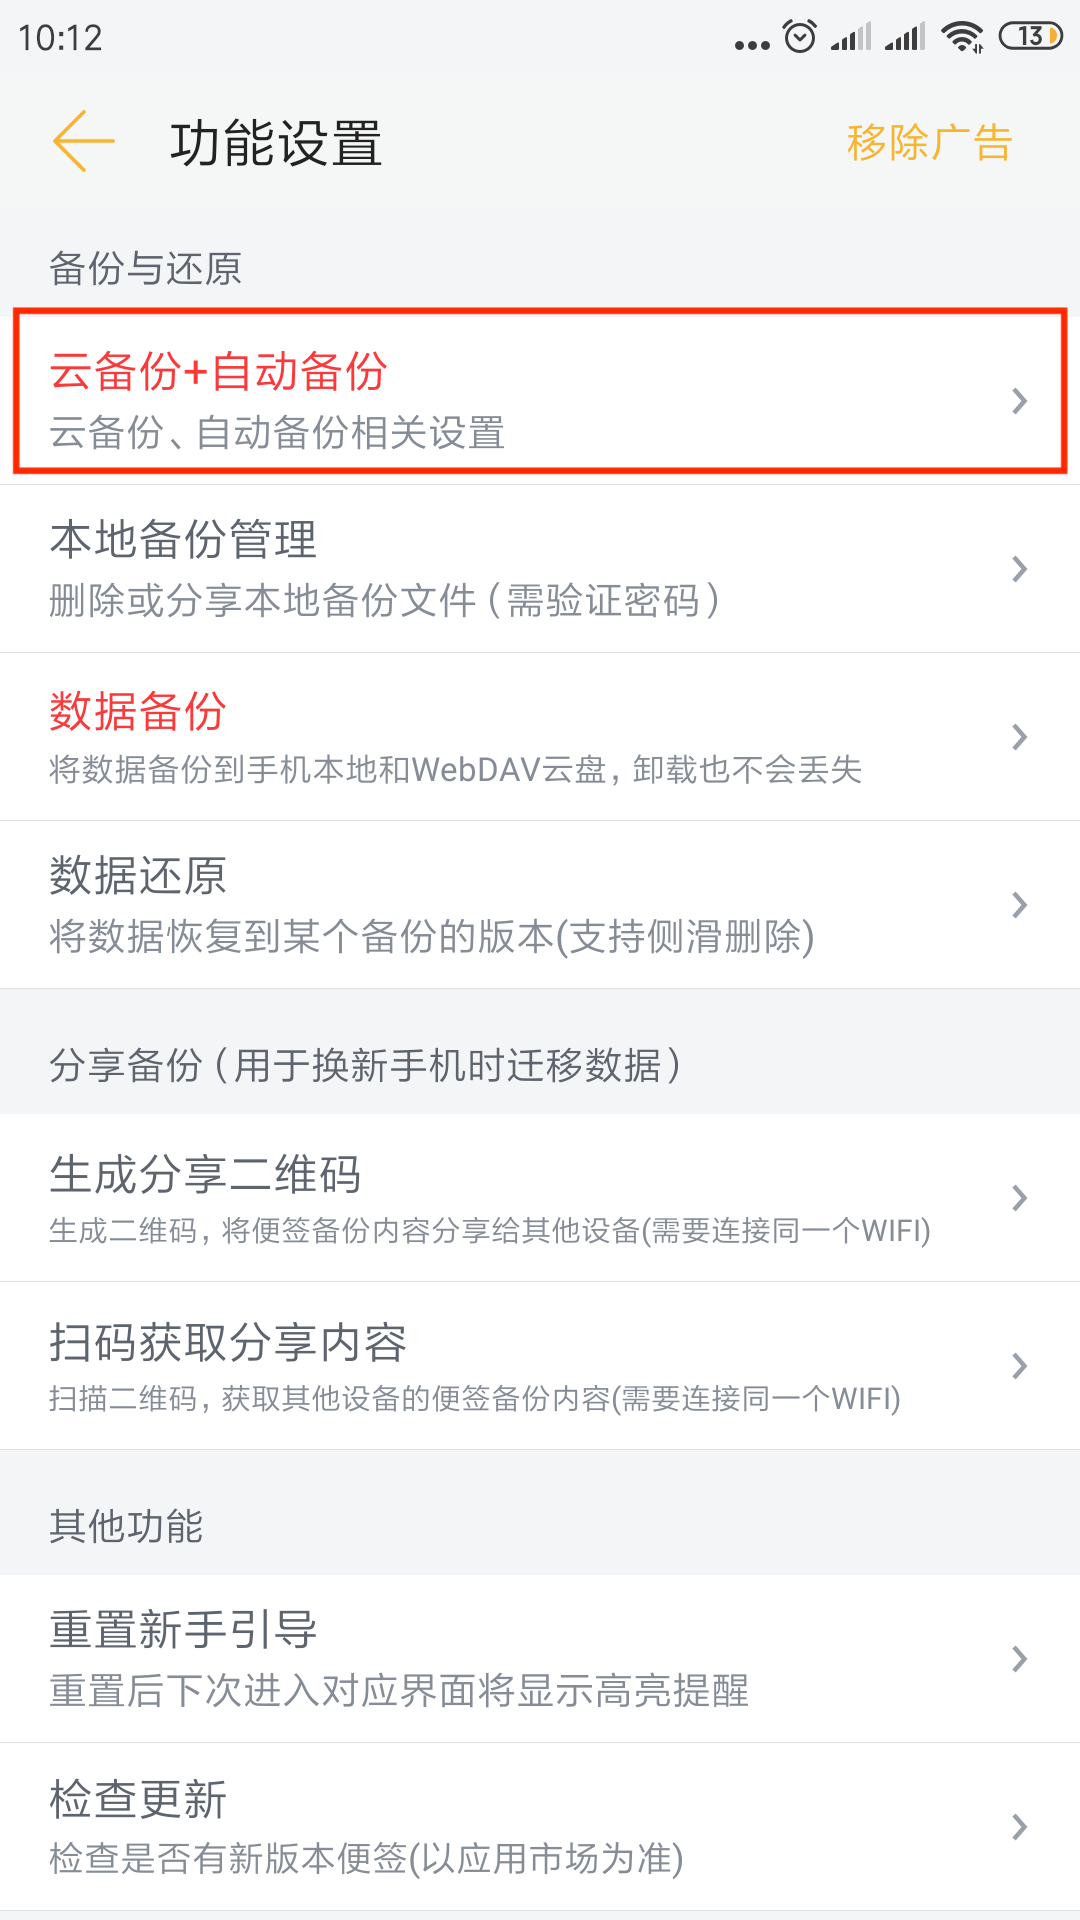 10:12
13
功能设置
移除广告
备份与还原
云备份+自动备份
云备份、自动备份相关设置
本地备份管理
删除或分享本地备份文件（需验证密码）
数据备份
将数据备份到手机本地和WebDAV云盘，卸载也不会丢失
数据还原
将数据恢复到某个备份的版本(支持侧滑删除)
分享备份（用于换新手机时迁移数据）
生成分享二维码
生成二维码，将便签备份内容分享给其他设备(需要连接同一个WIFI)
扫码获取分享内容
扫描二维码，获取其他设备的便签备份内容(需要连接同一个WIFI)
其他功能
重置新手引导
重置后下次进入对应界面将显示高亮提醒
检查更新
检查是否有新版本便签(以应用市场为准)